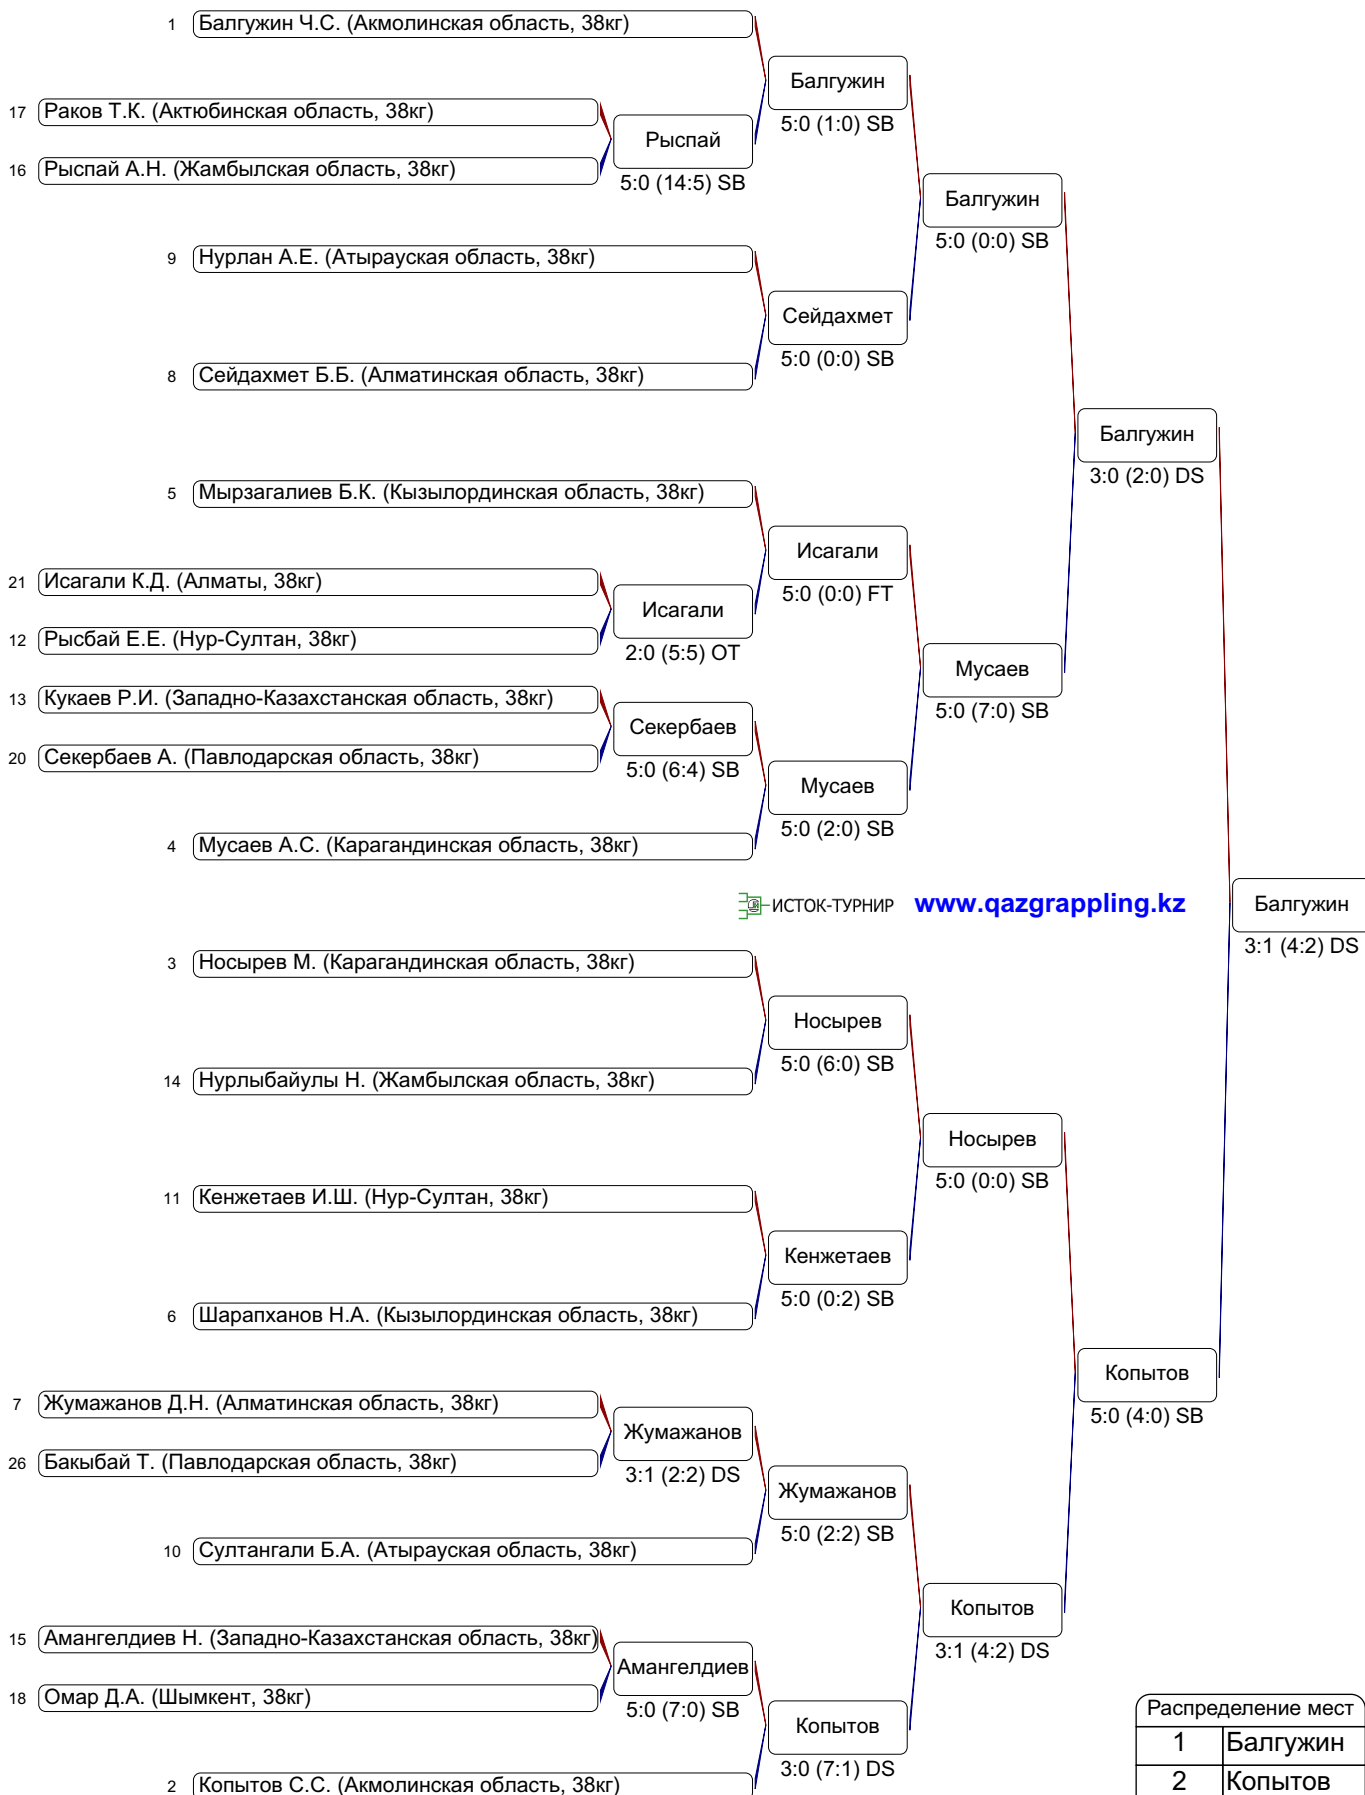 1 Балгужин Ч.С. (Акмолинская область, 38кг)
Балгужин
5:0 (1:0) SB
17 Раков Т.К. (Актюбинская область, 38кг)
Рыспай
5:0 (14:5) SB
16 Рыспай А.Н. (Жамбылская область, 38кг)
Балгужин
5:0 (0:0) SB
9 Нурлан А.Е. (Атырауская область, 38кг)
Сейдахмет
5:0 (0:0) SB
8 Сейдахмет Б.Б. (Алматинская область, 38кг)
Балгужин
3:0 (2:0) DS
5 Мырзагалиев Б.К. (Кызылординская область, 38кг)
Исагали
5:0 (0:0) FT
21 Исагали К.Д. (Алматы, 38кг)
Исагали
2:0 (5:5) OT
12 Рысбай Е.Е. (Нур-Султан, 38кг)
Мусаев
5:0 (7:0) SB
13 Кукаев Р.И. (Западно-Казахстанская область, 38кг)
Секербаев
5:0 (6:4) SB
20 Секербаев А. (Павлодарская область, 38кг)
Мусаев
5:0 (2:0) SB
4 Мусаев А.С. (Карагандинская область, 38кг)
ИСТОК-ТУРНИР www.qazgrappling.kz
Балгужин
3:1 (4:2) DS
3 Носырев М. (Карагандинская область, 38кг)
Носырев
5:0 (6:0) SB
14 Нурлыбайулы Н. (Жамбылская область, 38кг)
Носырев
5:0 (0:0) SB
11 Кенжетаев И.Ш. (Нур-Султан, 38кг)
Кенжетаев
5:0 (0:2) SB
6 Шарапханов Н.А. (Кызылординская область, 38кг)
Копытов
5:0 (4:0) SB
7 Жумажанов Д.Н. (Алматинская область, 38кг)
Жумажанов
3:1 (2:2) DS
26 Бакыбай Т. (Павлодарская область, 38кг)
Жумажанов
5:0 (2:2) SB
10 Султангали Б.А. (Атырауская область, 38кг)
Копытов
3:1 (4:2) DS
15 Амангелдиев Н. (Западно-Казахстанская область, 38кг)
Амангелдиев
5:0 (7:0) SB
18 Омар Д.А. (Шымкент, 38кг)
Копытов
3:0 (7:1) DS
2 Копытов С.С. (Акмолинская область, 38кг)
Распределение мест
1 Балгужин
2 Копытов